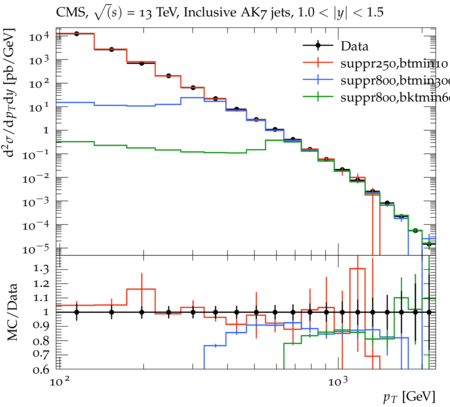 CMS, √(s) = 13 TeV, Inclusive AK7 jets, 1.0 < |y| < 1.5
d²σ/dp_T dy [pb/GeV]
10⁴
10³
10²
10¹
1
10⁻¹
10⁻²
10⁻³
10⁻⁴
10⁻⁵
Data
suppr250,btmin10
suppr800,btmin300
suppr800,bktmin60
MC/Data
1.3
1.2
1.1
1
0.9
0.8
0.7
0.6
10² 10³
p_T [GeV]